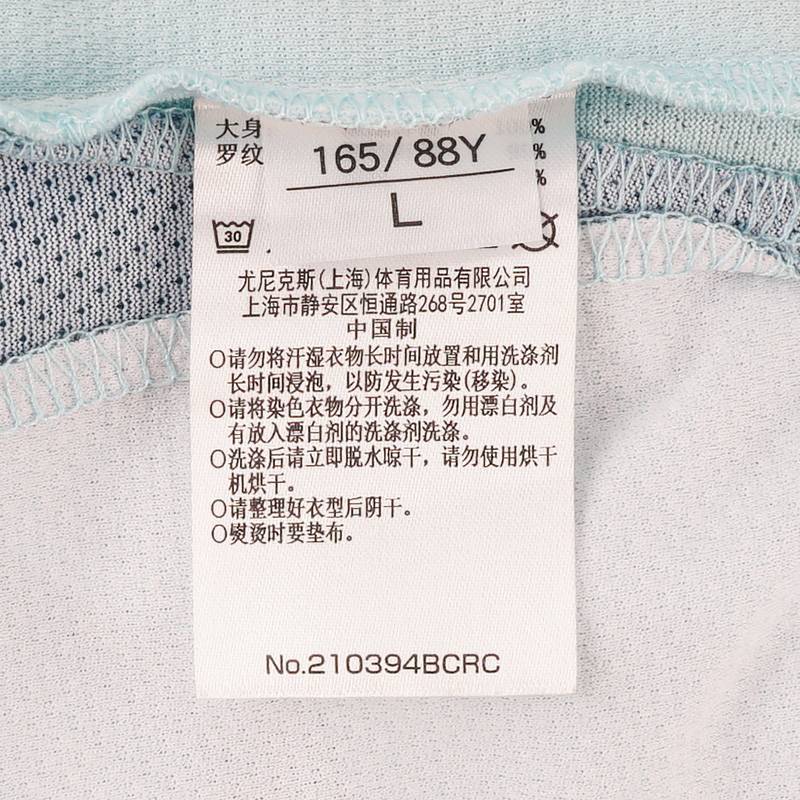 大身
罗纹
%
%
%
165/ 88Y
L
30
尤尼克斯(上海)体育用品有限公司
上海市静安区恒通路268号2701室
中国制
○请勿将汗湿衣物长时间放置和用洗涤剂
长时间浸泡，以防发生污染(移染)。
○请将染色衣物分开洗涤，勿用漂白剂及
有放入漂白剂的洗涤剂洗涤。
○洗涤后请立即脱水晾干，请勿使用烘干
机烘干。
○请整理好衣型后阴干。
○熨烫时要垫布。
No.210394BCRC